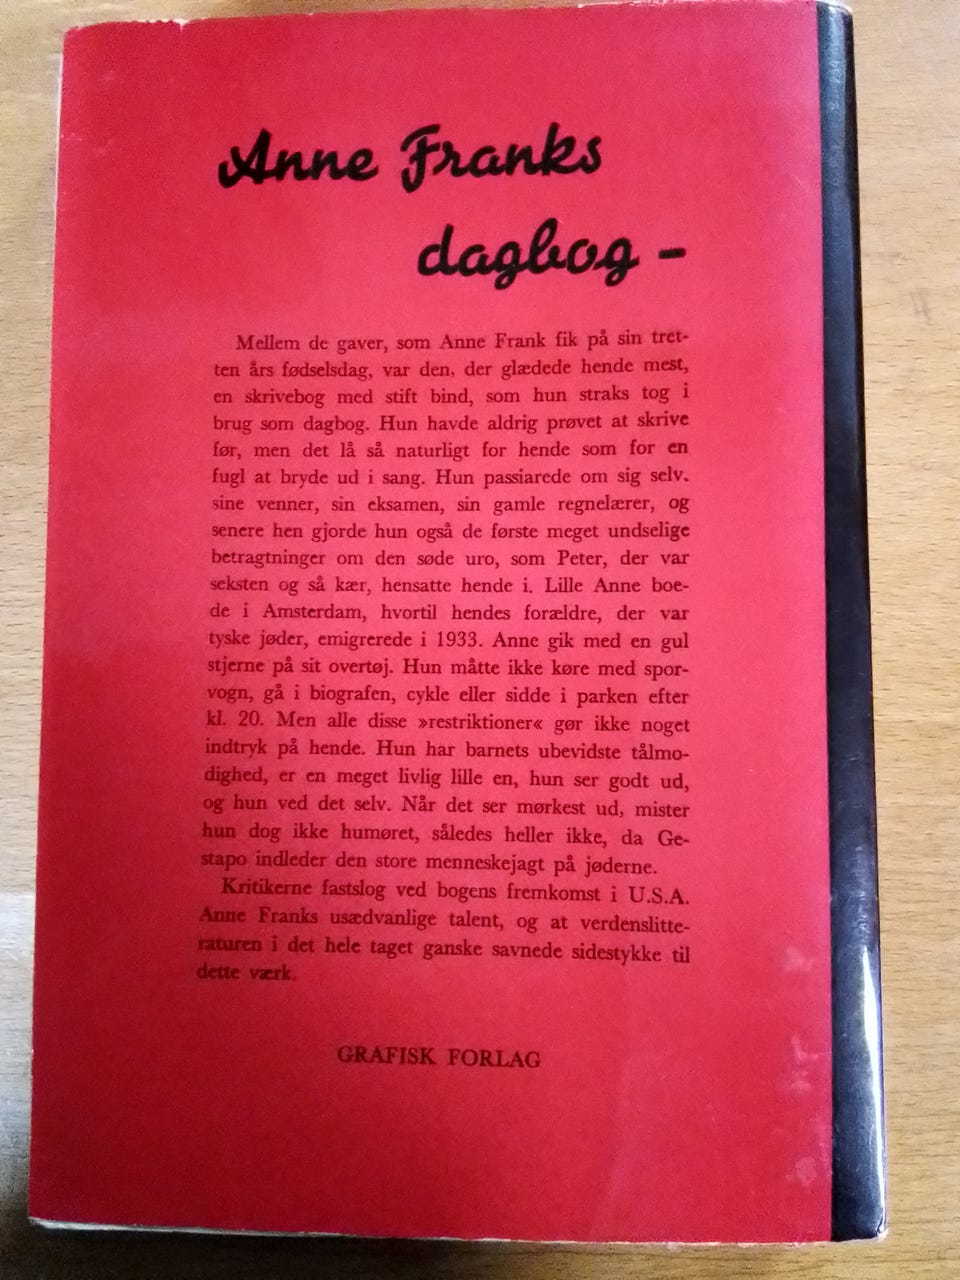 Anne Franks
dagbog -
Mellem de gaver, som Anne Frank fik på sin tret-
ten års fødselsdag, var den, der glædede hende mest,
en skrivebog med stift bind, som hun straks tog i
brug som dagbog. Hun havde aldrig prøvet at skrive
før, men det lå så naturligt for hende som for en
fugl at bryde ud i sang. Hun passiarede om sig selv.
sine venner, sin eksamen, sin gamle regnelærer, og
senere hen gjorde hun også de første meget undselige
betragtninger om den søde uro, som Peter, der var
seksten og så kær, hensatte hende i. Lille Anne boe-
de i Amsterdam, hvortil hendes forældre, der var
tyske jøder, emigrerede i 1933. Anne gik med en gul
stjerne på sit overtøj. Hun måtte ikke køre med spor-
vogn, gå i biografen, cykle eller sidde i parken efter
kl. 20. Men alle disse »restriktioner« gør ikke noget
indtryk på hende. Hun har barnets ubevidste tålmo-
dighed, er en meget livlig lille en, hun ser godt ud,
og hun ved det selv. Når det ser mørkest ud, mister
hun dog ikke humøret, således heller ikke, da Ge-
stapo indleder den store menneskejagt på jøderne.
Kritikerne fastslog ved bogens fremkomst i U.S.A.
Anne Franks usædvanlige talent, og at verdenslitte-
raturen i det hele taget ganske savnede sidestykke til
dette værk.
GRAFISK FORLAG